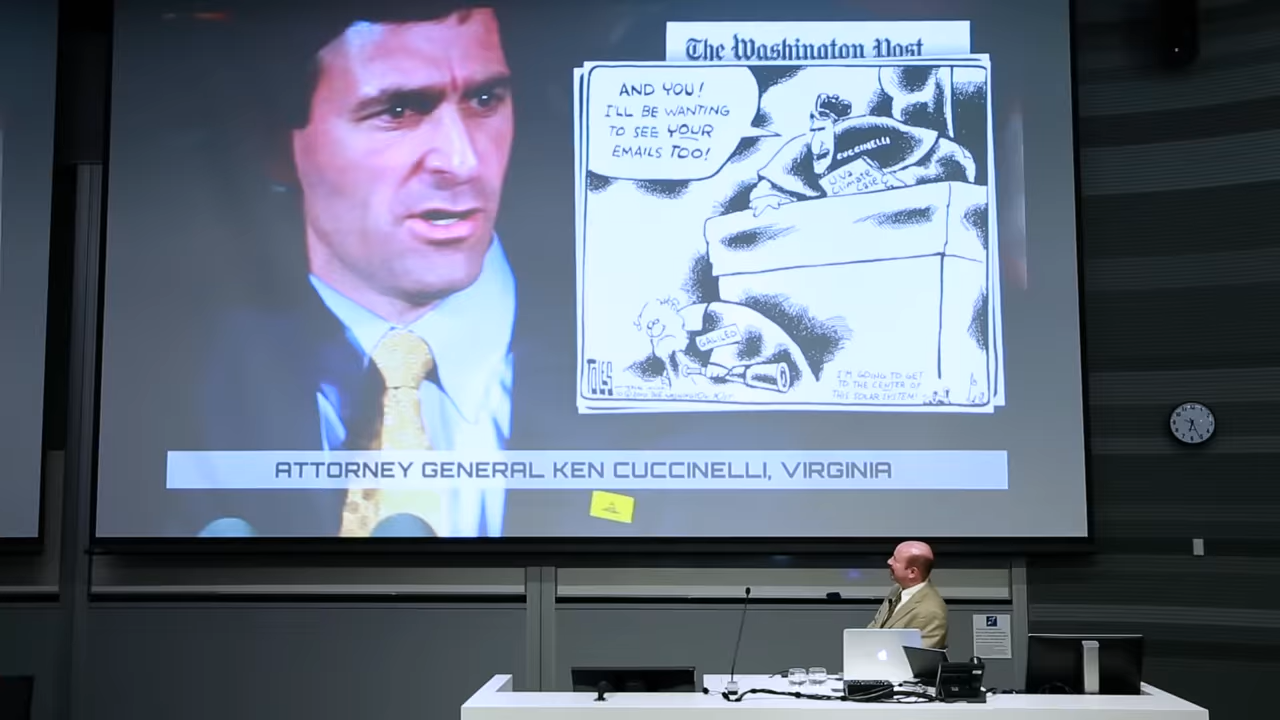 The Washington Post
AND YOU!
I'LL BE WANTING
TO SEE YOUR
EMAILS TOO!
CUCCINELLI
UVa
Climate
Case
GALILEO
TOLES
I'M GOING TO GET
TO THE CENTER OF
THIS SOLAR SYSTEM!
ATTORNEY GENERAL KEN CUCCINELLI, VIRGINIA